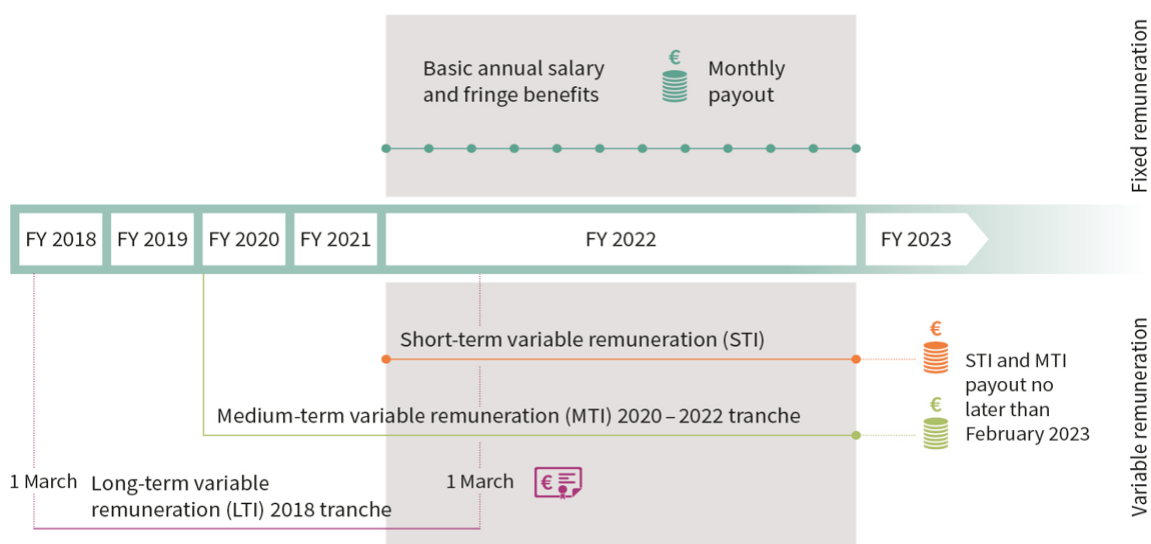 Basic annual salary
and fringe benefits
€
Monthly
payout
Fixed remuneration
FY 2018
FY 2019
FY 2020
FY 2021
FY 2022
FY 2023
Short-term variable remuneration (STI)
€
STI and MTI
payout no
later than
February 2023
€
Medium-term variable remuneration (MTI) 2020 – 2022 tranche
1 March
Long-term variable
remuneration (LTI) 2018 tranche
1 March
€
Variable remuneration